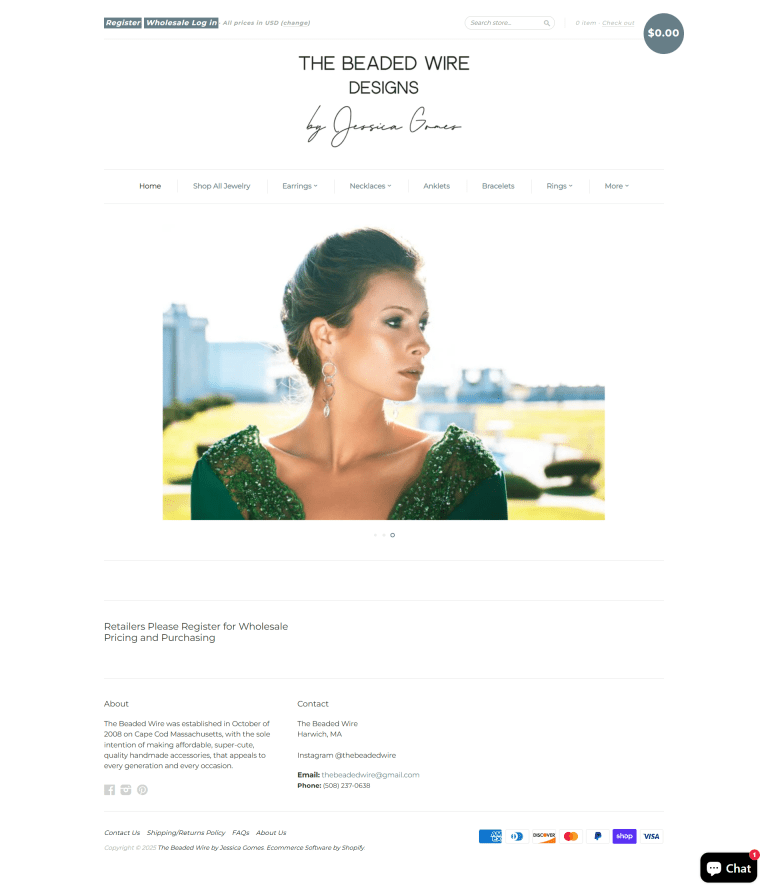 Register Wholesale Log in All prices in USD (change)
Search store...
0 item - Check out
$0.00
THE BEADED WIRE
DESIGNS
by Jessica Gomes
Home
Shop All Jewelry
Earrings
Necklaces
Anklets
Bracelets
Rings
More
Retailers Please Register for Wholesale
Pricing and Purchasing
About
The Beaded Wire was established in October of
2008 on Cape Cod Massachusetts, with the sole
intention of making affordable, super-cute,
quality handmade accessories, that appeals to
every generation and every occasion.
Contact
The Beaded Wire
Harwich, MA
Instagram @thebeadedwire
Email: thebeadedwire@gmail.com
Phone: (508) 237-0638
Contact Us Shipping/Returns Policy FAQs About Us
Copyright © 2025 The Beaded Wire by Jessica Gomes. Ecommerce Software by Shopify.
DISCOVER
shop
VISA
Chat
1